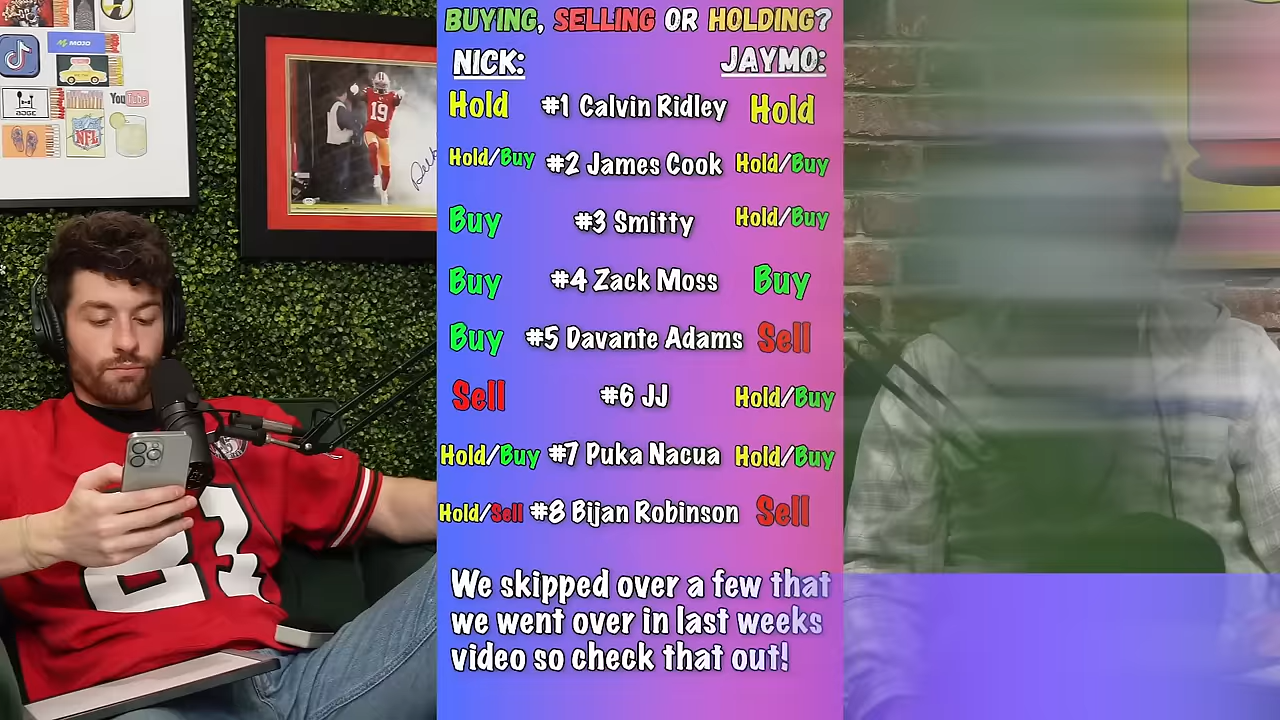 BUYING, SELLING OR HOLDING?
NICK: JAYMO:
Hold #1 Calvin Ridley Hold
Hold/Buy #2 James Cook Hold/Buy
Buy #3 Smitty Hold/Buy
Buy #4 Zack Moss Buy
Buy #5 Davante Adams Sell
Sell #6 JJ Hold/Buy
Hold/Buy #7 Puka Nacua Hold/Buy
Hold/Sell #8 Bijan Robinson Sell
We skipped over a few that
we went over in last weeks
video so check that out!
MOJO
YouTube
NFL
19
81